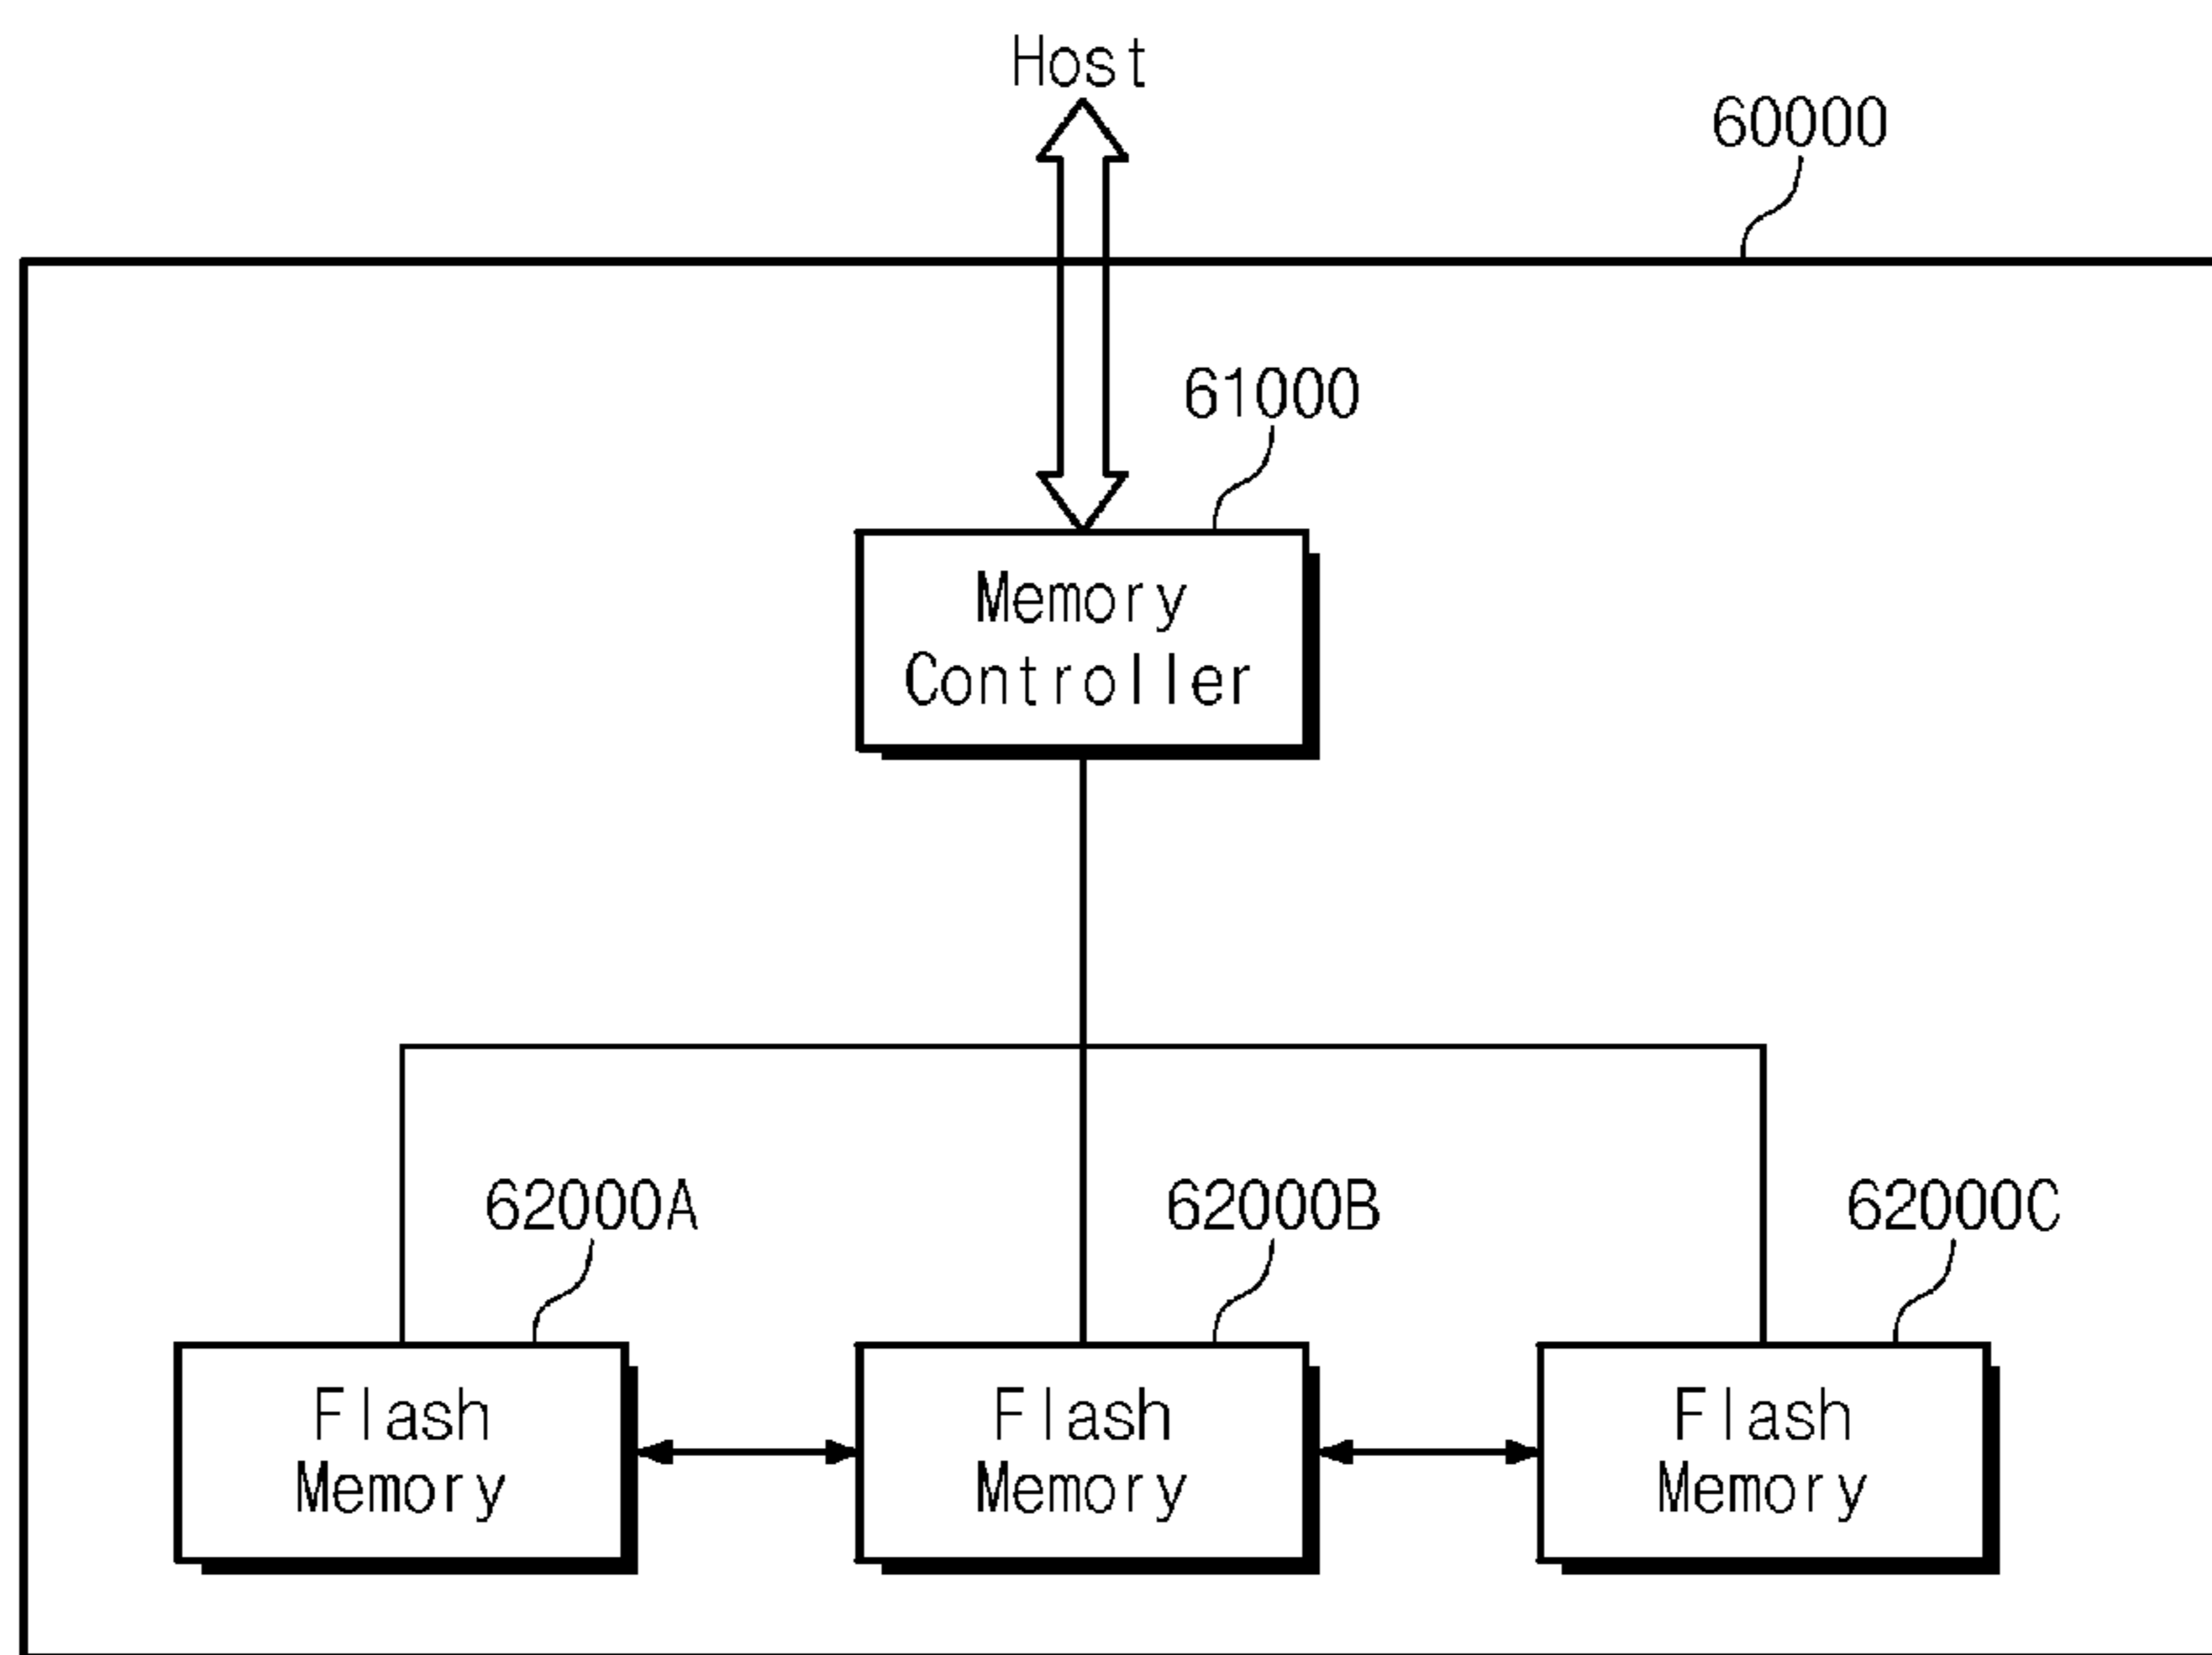 Host
60000
61000
Memory
Controller
62000A
62000B
62000C
Flash
Memory
Flash
Memory
Flash
Memory